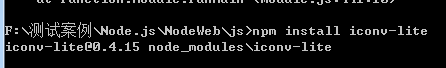 F:\测试案例\Node.js\NodeWeb\js>npm install iconv-lite
iconv-lite@0.4.15 node_modules\iconv-lite